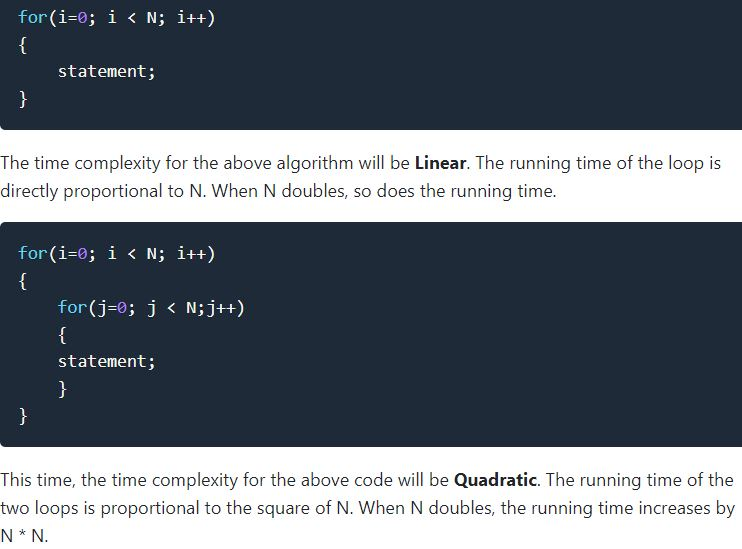 for(i=0; i < N; i++)
{
    statement;
}
The time complexity for the above algorithm will be Linear. The running time of the loop is
directly proportional to N. When N doubles, so does the running time.
for(i=0; i < N; i++)
{
    for(j=0; j < N;j++)
    {
    statement;
    }
}
This time, the time complexity for the above code will be Quadratic. The running time of the
two loops is proportional to the square of N. When N doubles, the running time increases by
N * N.